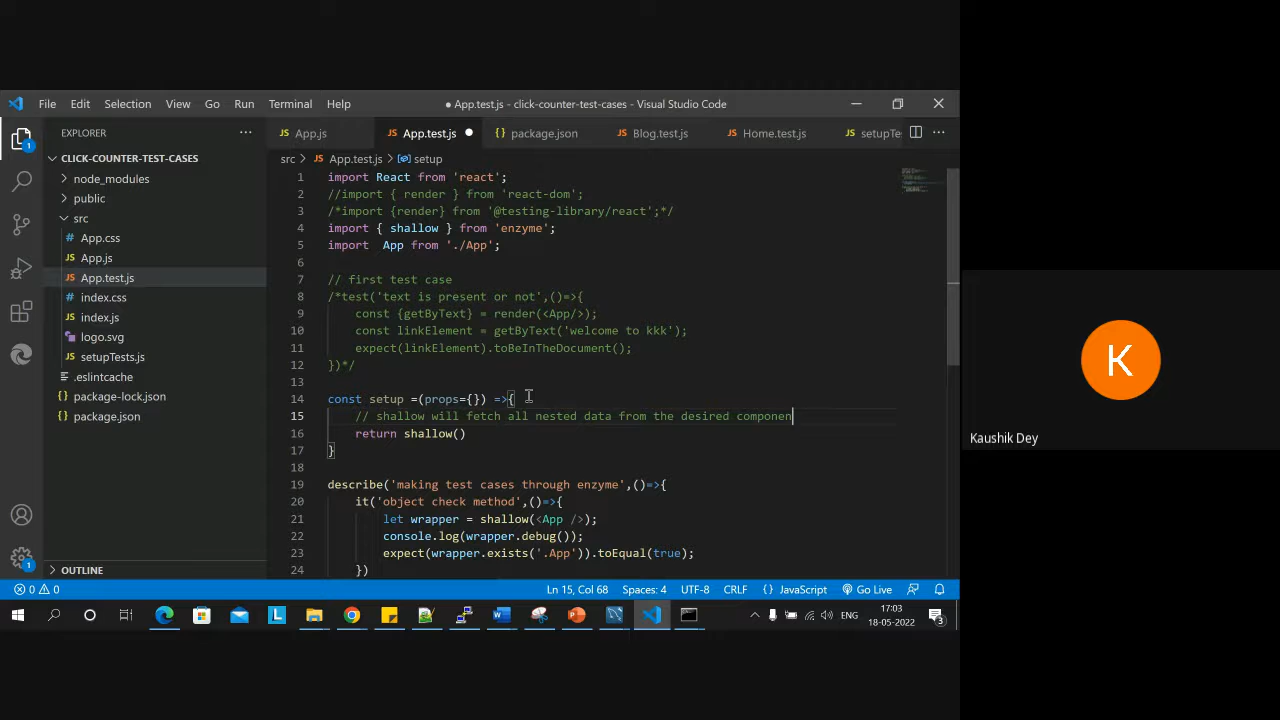 File Edit Selection View Go Run Terminal Help
● App.test.js - click-counter-test-cases - Visual Studio Code
EXPLORER ...
CLICK-COUNTER-TEST-CASES
node_modules
public
src
# App.css
JS App.js
JS App.test.js
# index.css
JS index.js
logo.svg
JS setupTests.js
.eslintcache
package-lock.json
package.json
OUTLINE
JS App.js JS App.test.js ● {} package.json JS Blog.test.js JS Home.test.js JS setupTe ...
src > JS App.test.js > setup
1 import React from 'react';
2 //import { render } from 'react-dom';
3 /*import {render} from '@testing-library/react';*/
4 import { shallow } from 'enzyme';
5 import  App from './App';
6
7 // first test case
8 /*test('text is present or not',()=>{
9     const {getByText} = render(<App/>);
10     const linkElement = getByText('welcome to kkk');
11     expect(linkElement).toBeInTheDocument();
12 })*/
13
14 const setup =(props={}) =>{
15     // shallow will fetch all nested data from the desired componen
16     return shallow()
17 }
18
19 describe('making test cases through enzyme',()=>{
20     it('object check method',()=>{
21         let wrapper = shallow(<App />);
22         console.log(wrapper.debug());
23         expect(wrapper.exists('.App')).toEqual(true);
24     })
1
1
0 0 Ln 15, Col 68 Spaces: 4 UTF-8 CRLF {} JavaScript Go Live
L W P ENG 17:03
18-05-2022 3
K
Kaushik Dey